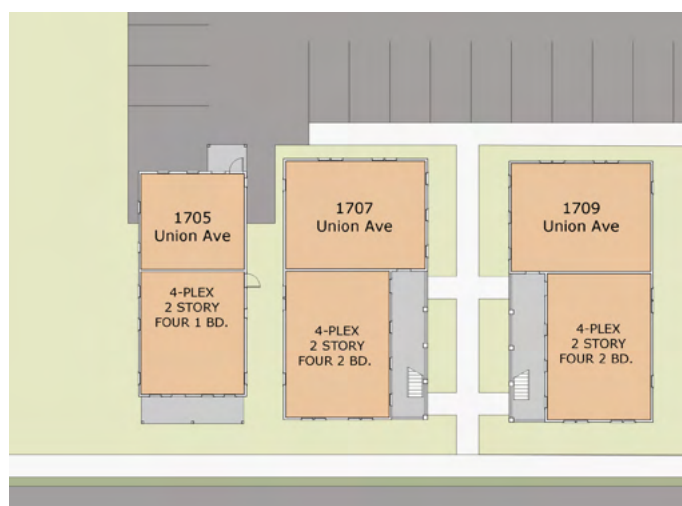 1705
Union Ave
4-PLEX
2 STORY
FOUR 1 BD.
1707
Union Ave
4-PLEX
2 STORY
FOUR 2 BD.
1709
Union Ave
4-PLEX
2 STORY
FOUR 2 BD.